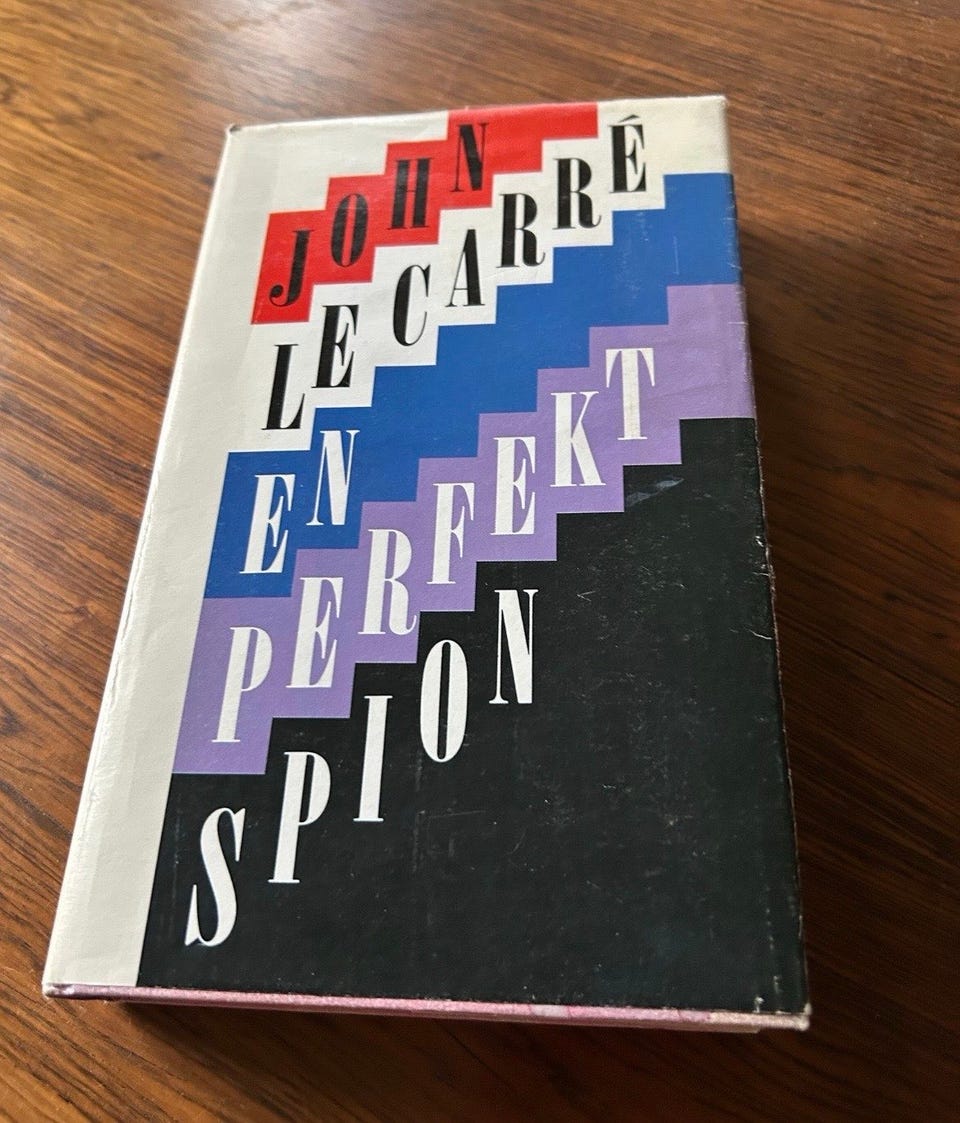 JOHN
LE CARRÉ
EN
PERFEKT
SPION